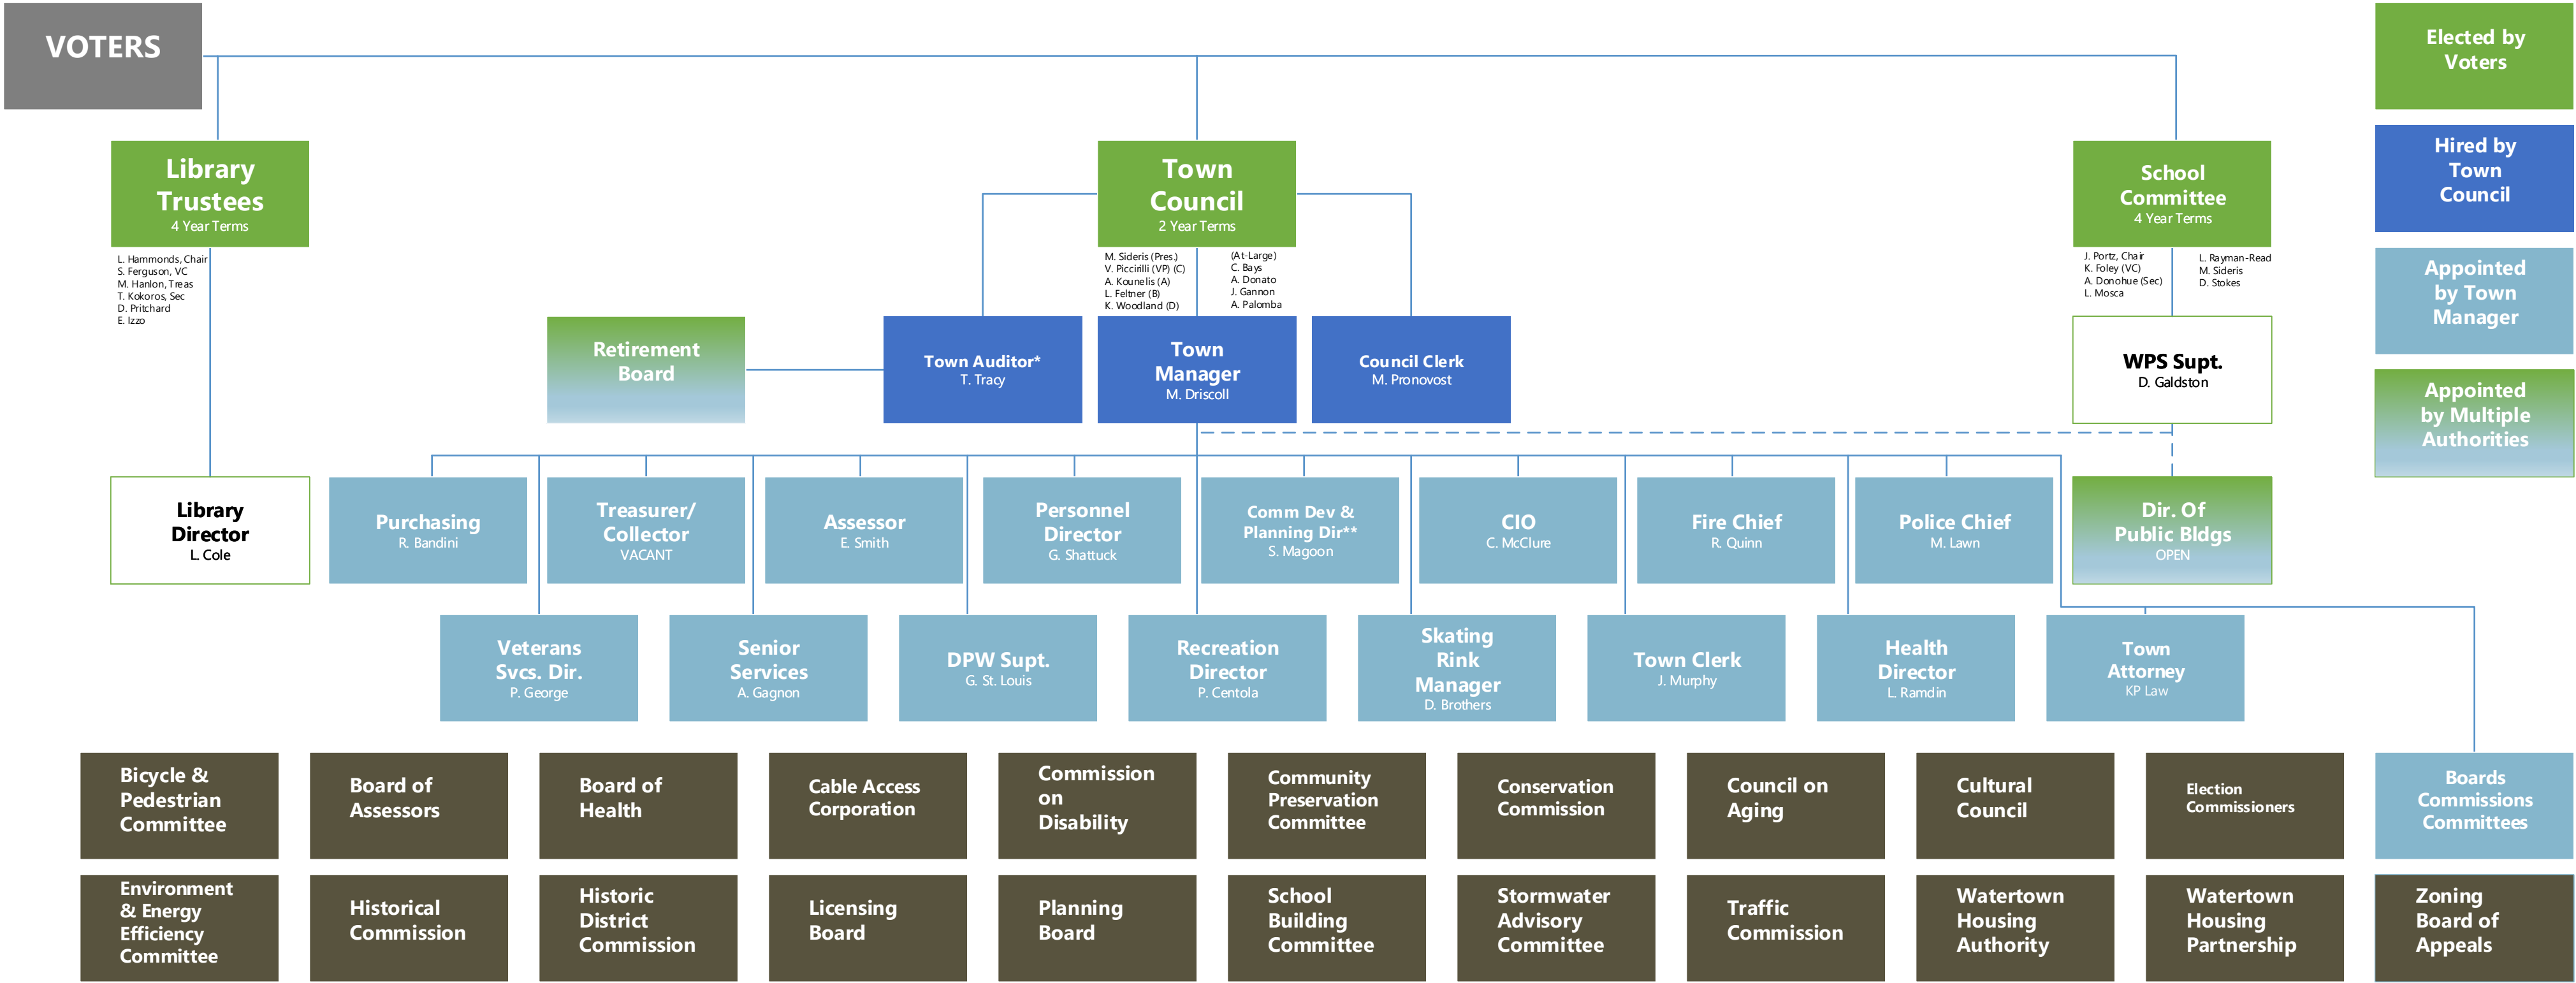 VOTERS
Elected by
Voters
Hired by
Town
Council
Appointed
by Town
Manager
Appointed
by Multiple
Authorities
Library
Trustees
4 Year Terms
L. Hammonds, Chair
S. Ferguson, VC
M. Hanlon, Treas
T. Kokoros, Sec
D. Pritchard
E. Izzo
Town
Council
2 Year Terms
M. Sideris (Pres.)
V. Piccirilli (VP) (C)
A. Kounelis (A)
L. Feltner (B)
K. Woodland (D)
(At-Large)
C. Bays
A. Donato
J. Gannon
A. Palomba
School
Committee
4 Year Terms
J. Portz, Chair
K. Foley (VC)
A. Donohue (Sec)
L. Mosca
L. Rayman-Read
M. Sideris
D. Stokes
Retirement
Board
Town Auditor*
T. Tracy
Town
Manager
M. Driscoll
Council Clerk
M. Pronovost
WPS Supt.
D. Galdston
Library
Director
L. Cole
Purchasing
R. Bandini
Treasurer/
Collector
VACANT
Assessor
E. Smith
Personnel
Director
G. Shattuck
Comm Dev &
Planning Dir**
S. Magoon
CIO
C. McClure
Fire Chief
R. Quinn
Police Chief
M. Lawn
Dir. Of
Public Bldgs
OPEN
Veterans
Svcs. Dir.
P. George
Senior
Services
A. Gagnon
DPW Supt.
G. St. Louis
Recreation
Director
P. Centola
Skating
Rink
Manager
D. Brothers
Town Clerk
J. Murphy
Health
Director
L. Ramdin
Town
Attorney
KP Law
Bicycle &
Pedestrian
Committee
Board of
Assessors
Board of
Health
Cable Access
Corporation
Commission
on
Disability
Community
Preservation
Committee
Conservation
Commission
Council on
Aging
Cultural
Council
Election
Commissioners
Boards
Commissions
Committees
Environment
& Energy
Efficiency
Committee
Historical
Commission
Historic
District
Commission
Licensing
Board
Planning
Board
School
Building
Committee
Stormwater
Advisory
Committee
Traffic
Commission
Watertown
Housing
Authority
Watertown
Housing
Partnership
Zoning
Board of
Appeals